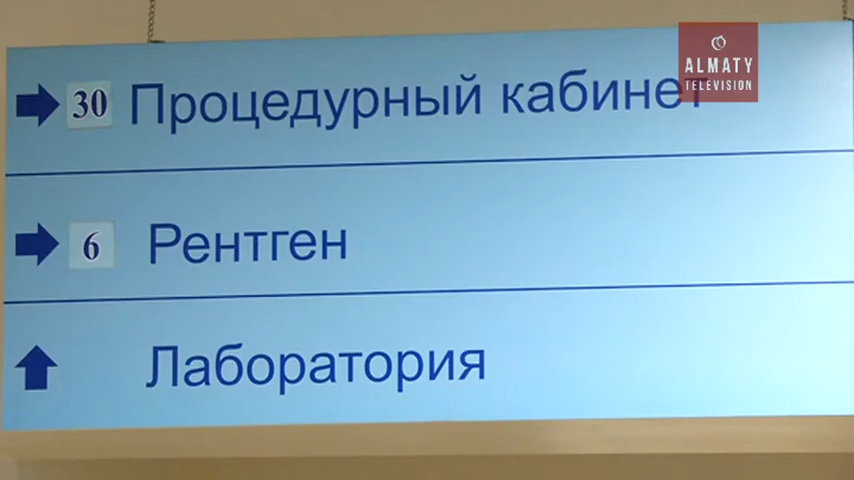 30 Процедурный кабинет
6 Рентген
Лаборатория
ALMATY
TELEVISION